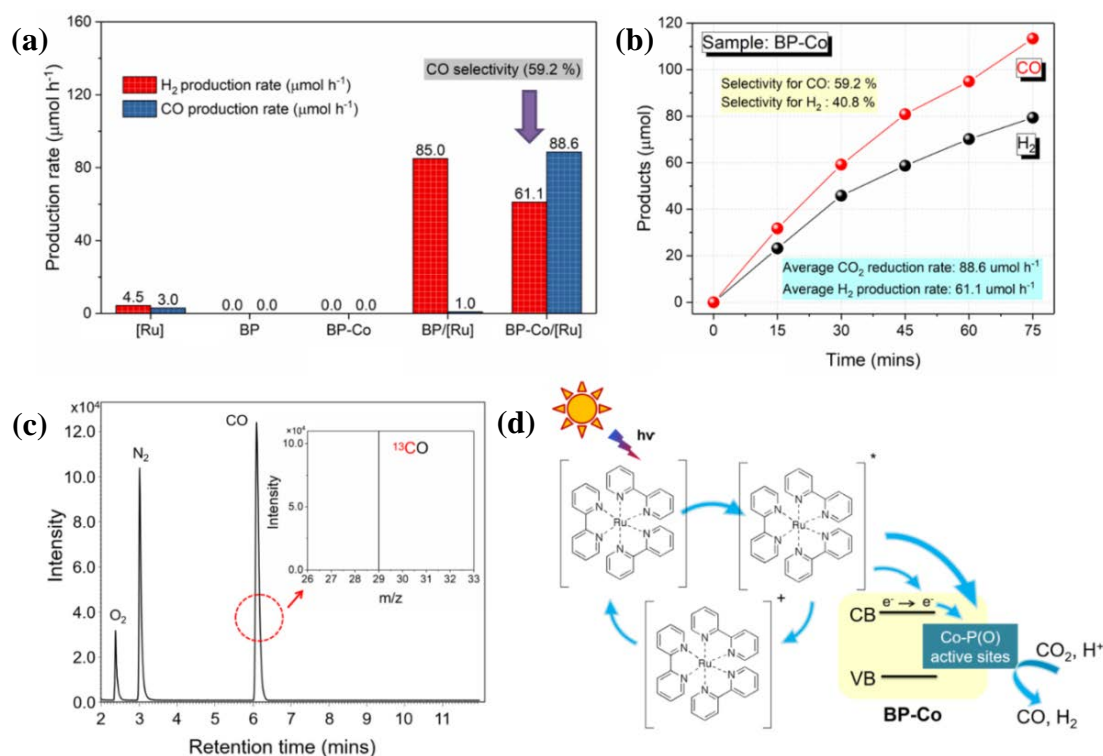 (a)
160
120
80
40
0
Production rate (μmol h⁻¹)
H₂ production rate (μmol h⁻¹)
CO production rate (μmol h⁻¹)
CO selectivity (59.2 %)
4.5
3.0
0.0
0.0
0.0
0.0
85.0
1.0
61.1
88.6
[Ru]
BP
BP-Co
BP/[Ru]
BP-Co/[Ru]
(b)
Sample: BP-Co
Selectivity for CO: 59.2 %
Selectivity for H₂ : 40.8 %
CO
H₂
Average CO₂ reduction rate: 88.6 umol h⁻¹
Average H₂ production rate: 61.1 umol h⁻¹
Products (μmol)
120
100
80
60
40
20
0
0
15
30
45
60
75
Time (mins)
(c)
×10⁴
12.0
10.0
8.0
6.0
4.0
2.0
0.0
Intensity
O₂
N₂
CO
×10⁴
10.0
5.0
0.0
Intensity
¹³CO
26
27
28
29
30
31
32
33
m/z
2
3
4
5
6
7
8
9
10
11
Retention time (mins)
(d)
hv
N
N
N
N
N
N
Ru
*
N
N
N
N
N
N
Ru
+
N
N
N
N
N
N
Ru
CB
e⁻ → e⁻
Co-P(O)
active sites
VB
BP-Co
CO₂, H⁺
CO, H₂